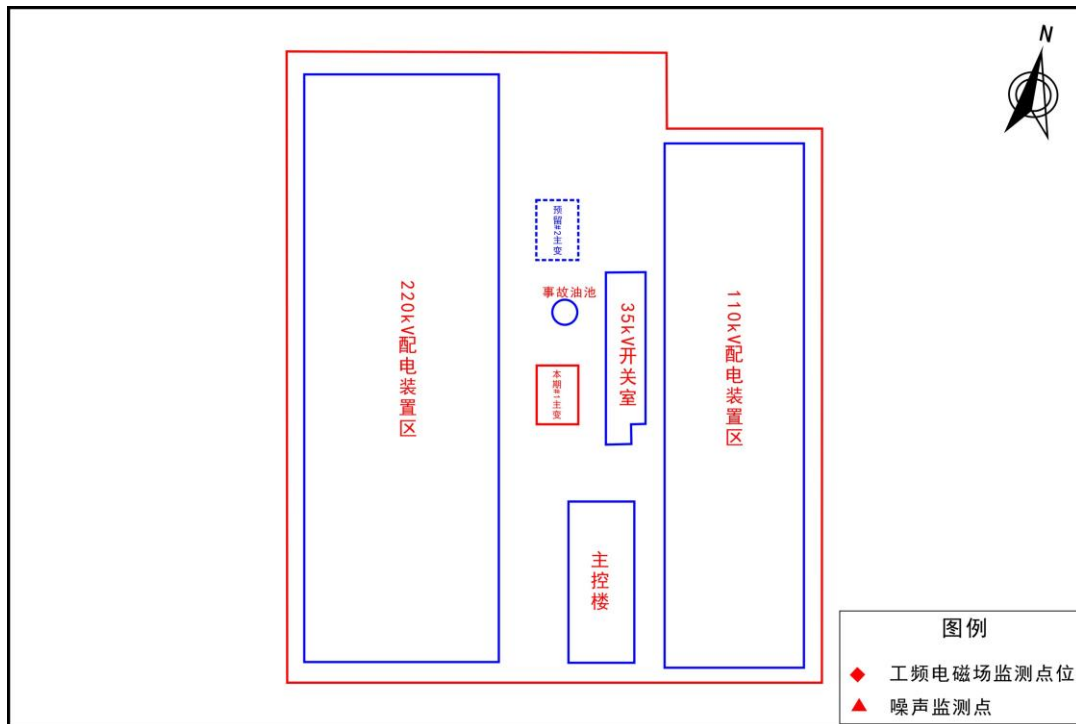 N
预留#2主变
事故油池
220kV配电装置区
35kV开关室
110kV配电装置区
本期#1主变
主控楼
图例
工频电磁场监测点位
噪声监测点